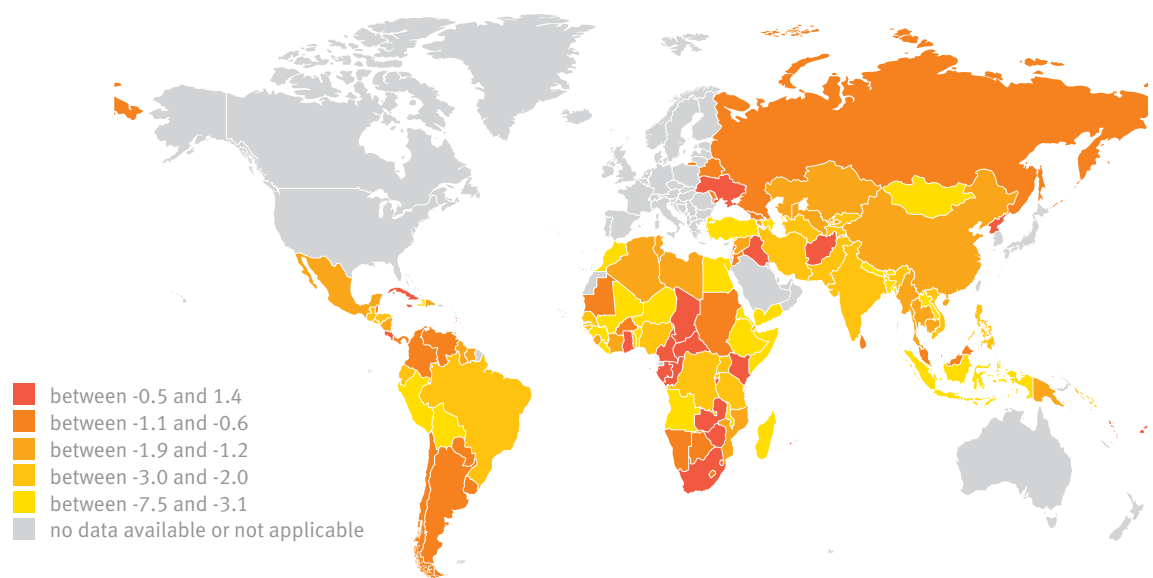 between -0.5 and 1.4
between -1.1 and -0.6
between -1.9 and -1.2
between -3.0 and -2.0
between -7.5 and -3.1
no data available or not applicable